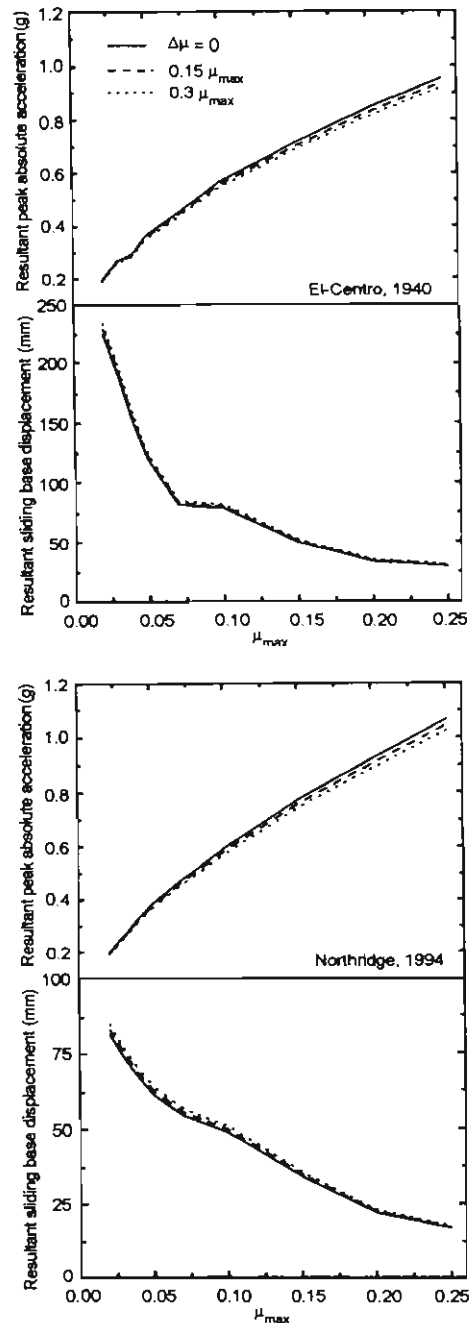 1.2
1.0
0.8
0.6
0.4
0.2
Resultant peak absolute acceleration(g)
Δμ = 0
0.15 μmax
0.3 μmax
El-Centro, 1940
250
200
150
100
50
0
Resultant sliding base displacement (mm)
0.00 0.05 0.10 0.15 0.20 0.25
μmax
1.2
1.0
0.8
0.6
0.4
0.2
Resultant peak absolute acceleration(g)
Northridge, 1994
100
75
50
25
0
Resultant sliding base displacement (mm)
0.00 0.05 0.10 0.15 0.20 0.25
μmax